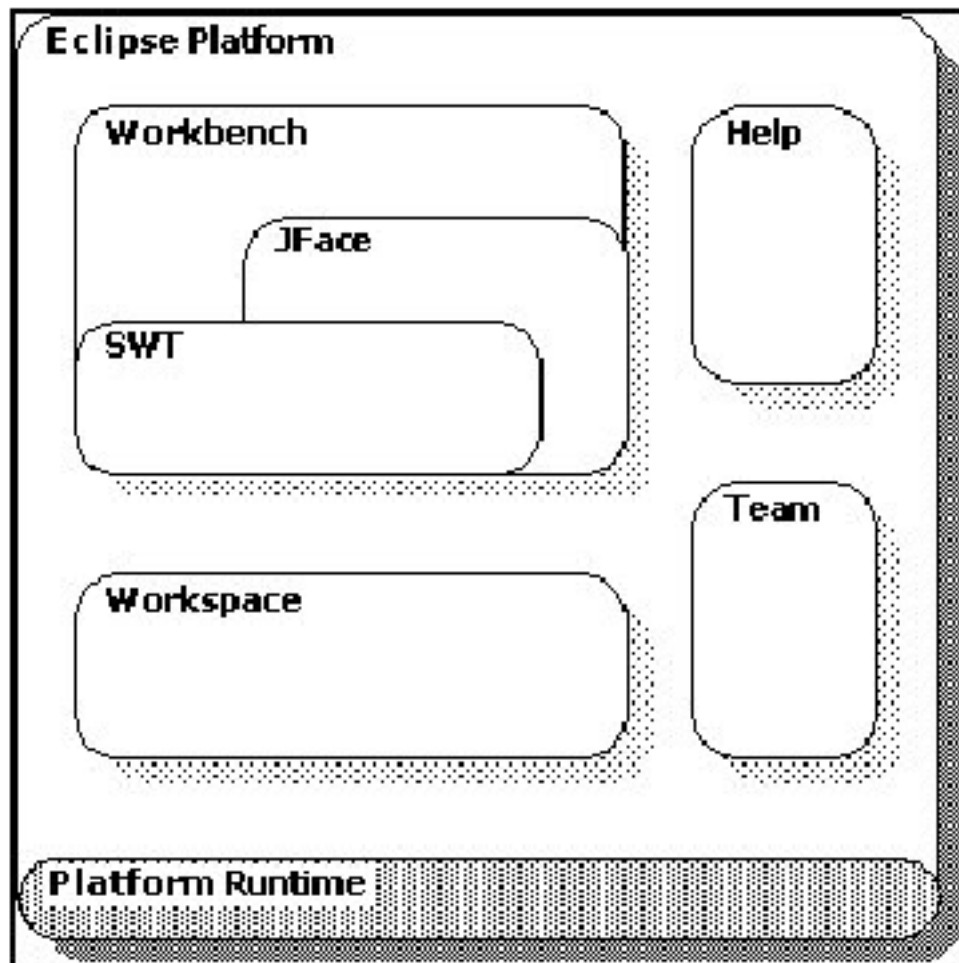 Eclipse Platform
Workbench
Help
JFace
SWT
Team
Workspace
Platform Runtime